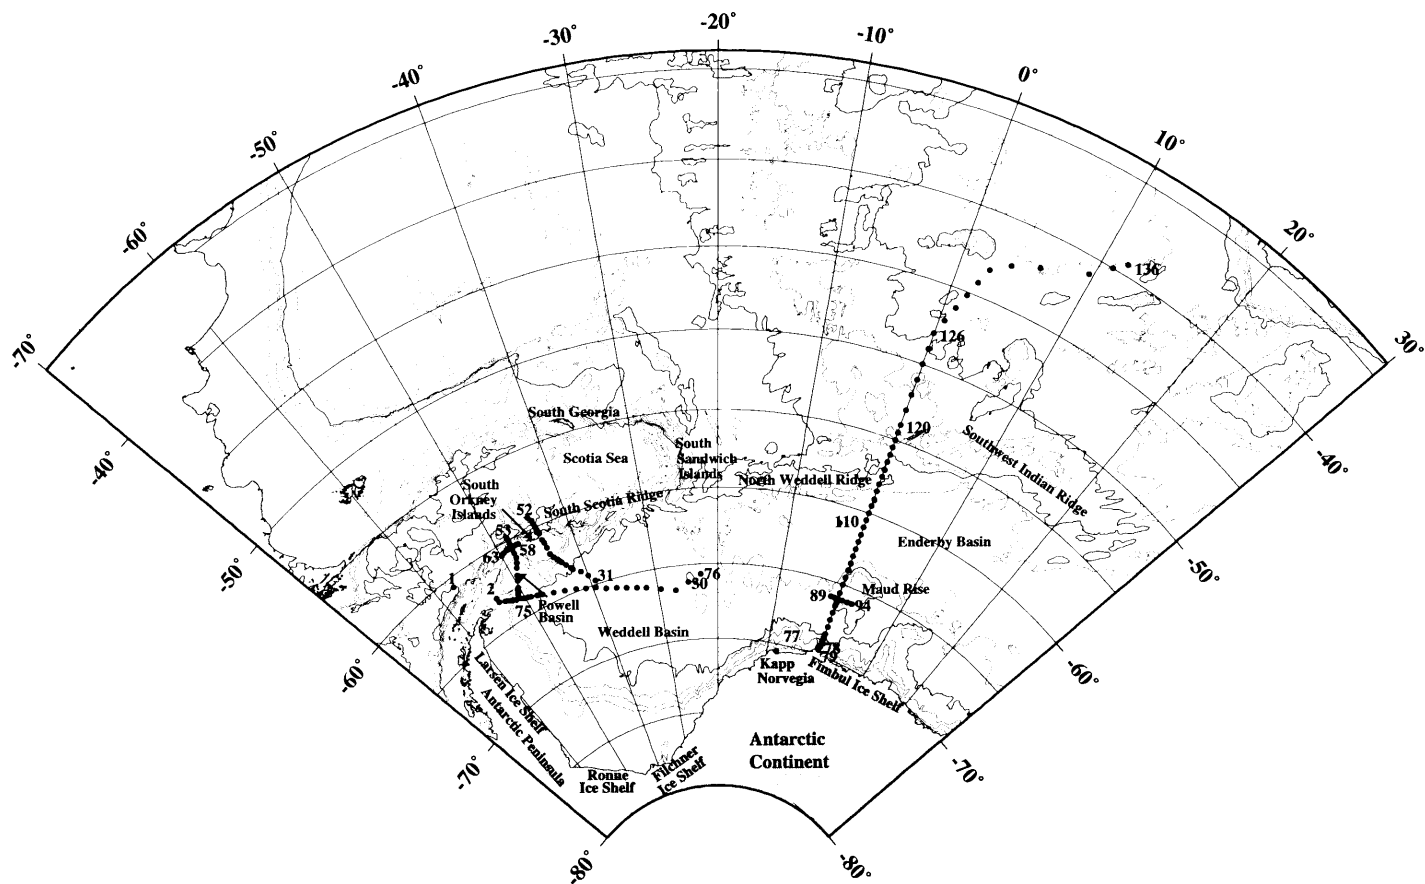 -20°
-30°
-10°
-40°
0°
-50°
10°
-60°
20°
-70°
30°
136
126
South Georgia
120
-40°
South
Sandwich
Islands
Scotia Sea
Southwest Indian Ridge
-40°
South
Orkney
Islands
North Weddell Ridge
South Scotia Ridge
52
110
53
58
63
Enderby Basin
-50°
-50°
1
2
31
76
30
89
94
Maud Rise
75
Powell
Basin
Weddell Basin
77
79
Kapp
Norvegia
Fimbul Ice Shelf
-60°
-60°
Larsen Ice Shelf
Antarctic Peninsula
Antarctic
Continent
-70°
-70°
Ronne
Ice Shelf
Filchner
Ice Shelf
-80°
-80°